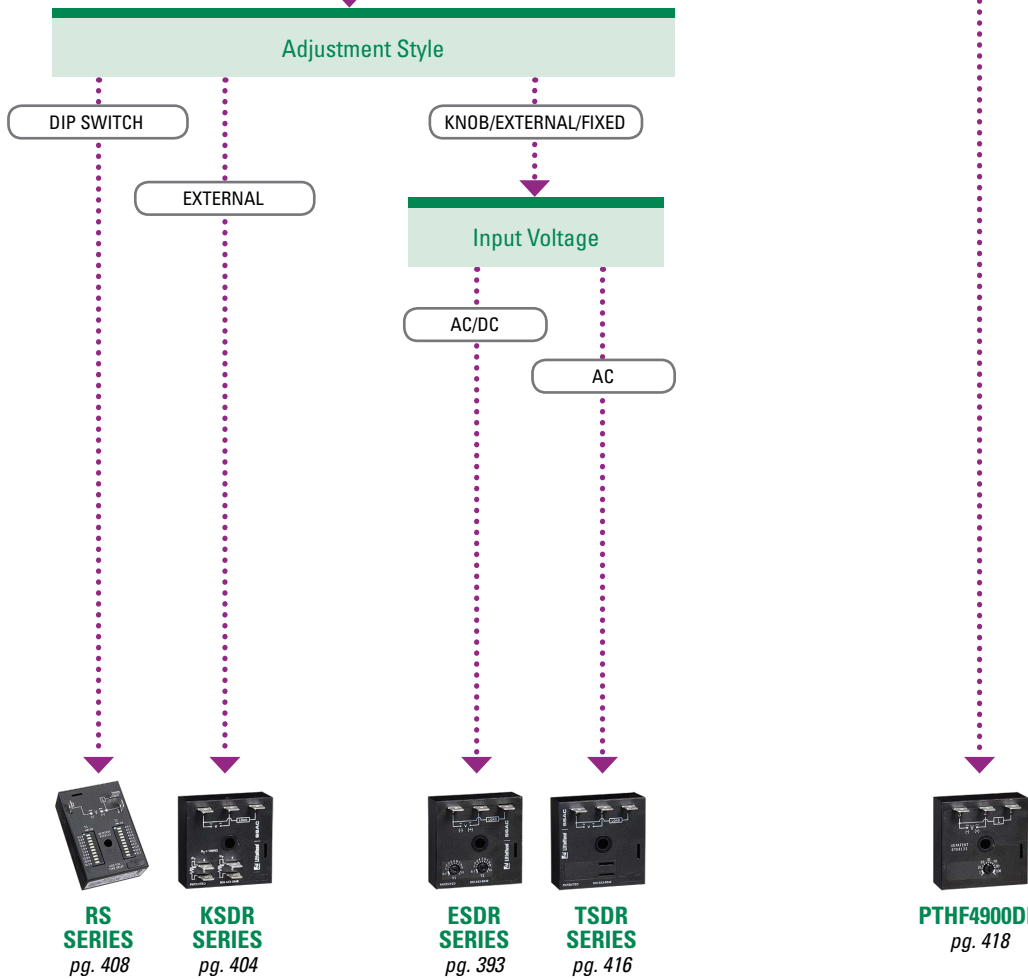 Adjustment Style
DIP SWITCH
KNOB/EXTERNAL/FIXED
EXTERNAL
Input Voltage
AC/DC
AC
RS
SERIES
pg. 408
KSDR
SERIES
pg. 404
ESDR
SERIES
pg. 393
TSDR
SERIES
pg. 416
PTHF4900D
pg. 418